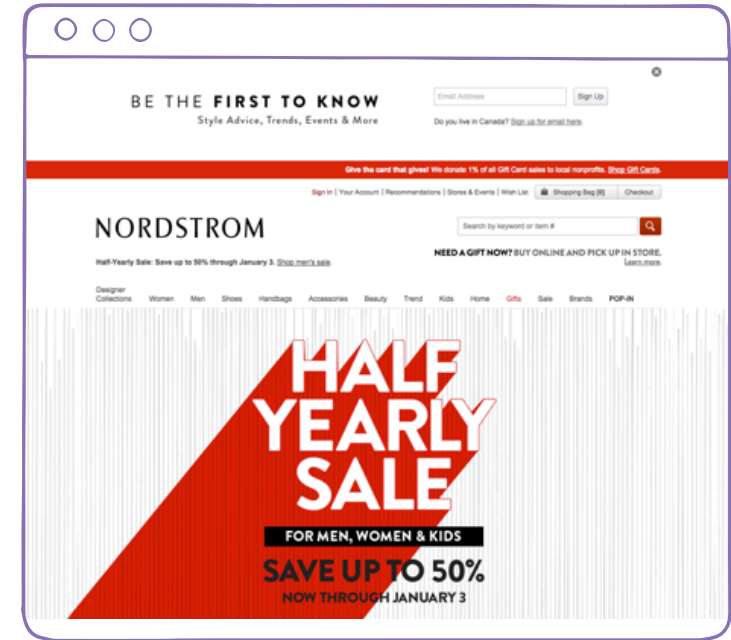 BE THE FIRST TO KNOW
Style Advice, Trends, Events & More
Email Address
Sign Up
Do you live in Canada? Sign up for email here.
Give the card that gives! We donate 1% of all Gift Card sales to local nonprofits. Shop Gift Cards.
Sign In | Your Account | Recommendations | Stores & Events | Wish List
Shopping Bag [6]
Checkout
NORDSTROM
Search by keyword or item #
Half-Yearly Sale: Save up to 50% through January 3. Shop men's sale.
NEED A GIFT NOW? BUY ONLINE AND PICK UP IN STORE.
Learn more.
Designer
Collections Women Men Shoes Handbags Accessories Beauty Trend Kids Home Gifts Sale Brands POP-IN
HALF
YEARLY
SALE
FOR MEN, WOMEN & KIDS
SAVE UP TO 50%
NOW THROUGH JANUARY 3